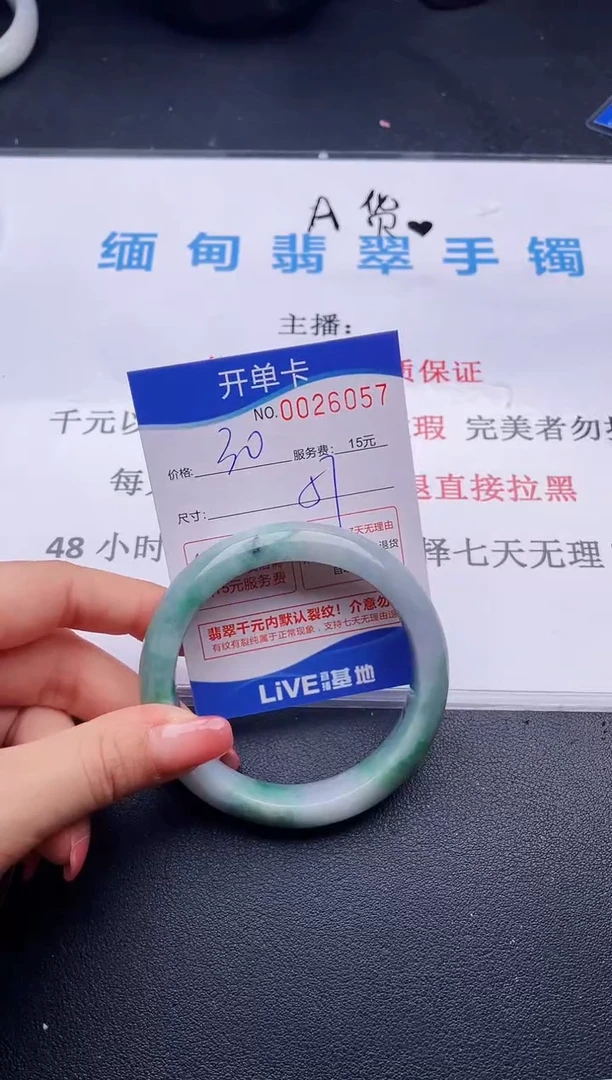 A 货
缅甸翡翠手镯
主播：
质保证
千元以
瑕 完美者勿
每
退直接拉黑
48 小时
择七天无理
开单卡
NO.0026057
价格: 30 服务费: 15元
尺寸:
7天无理由
退货
15元服务费
翡翠千元内默认裂纹！介意勿
有纹有裂纯属于正常现象，支持七天无理由
LiVE直播基地